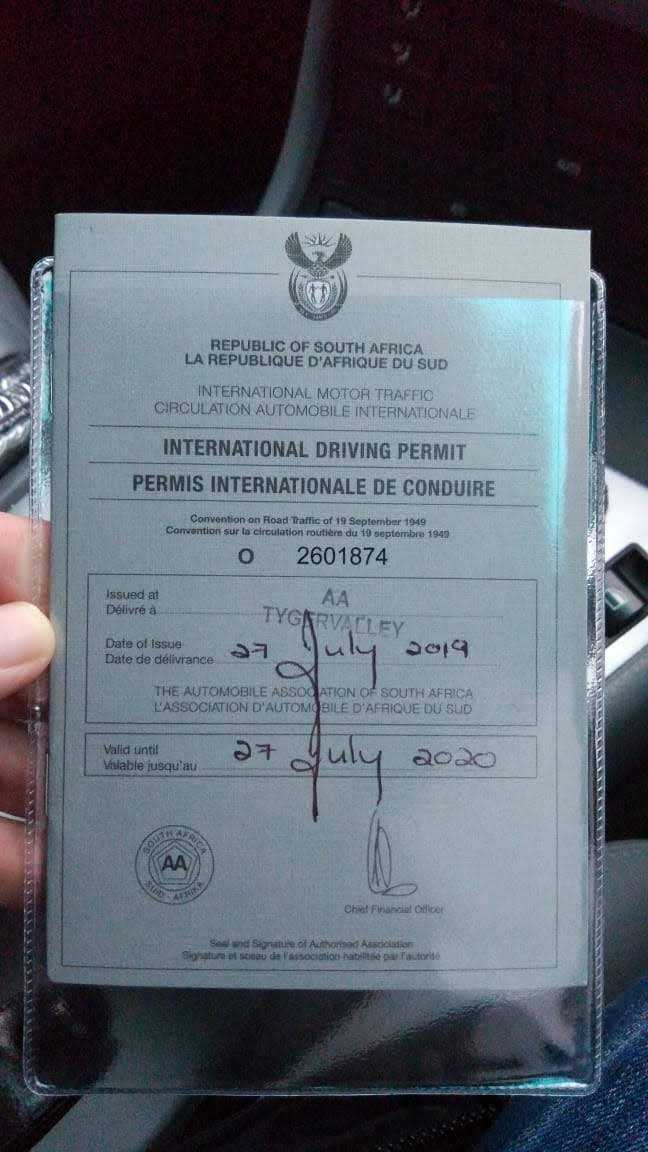 REPUBLIC OF SOUTH AFRICA
LA REPUBLIQUE D'AFRIQUE DU SUD
INTERNATIONAL MOTOR TRAFFIC
CIRCULATION AUTOMOBILE INTERNATIONALE
INTERNATIONAL DRIVING PERMIT
PERMIS INTERNATIONALE DE CONDUIRE
Convention on Road Traffic of 19 September 1949
Convention sur la circulation routière du 19 septembre 1949
O 2601874
Issued at AA
Délivré à TYGERVALLEY
Date of Issue 27 July 2019
Date de délivrance
THE AUTOMOBILE ASSOCIATION OF SOUTH AFRICA
L'ASSOCIATION D'AUTOMOBILE D'AFRIQUE DU SUD
Valid until 27 July 2020
Valable jusqu'au
SOUTH AFRICA
AA
SUID-AFRIKA
Chief Financial Officer
Seal and Signature of Authorised Association
Signature et sceau de l'association habilitée par l'autorité